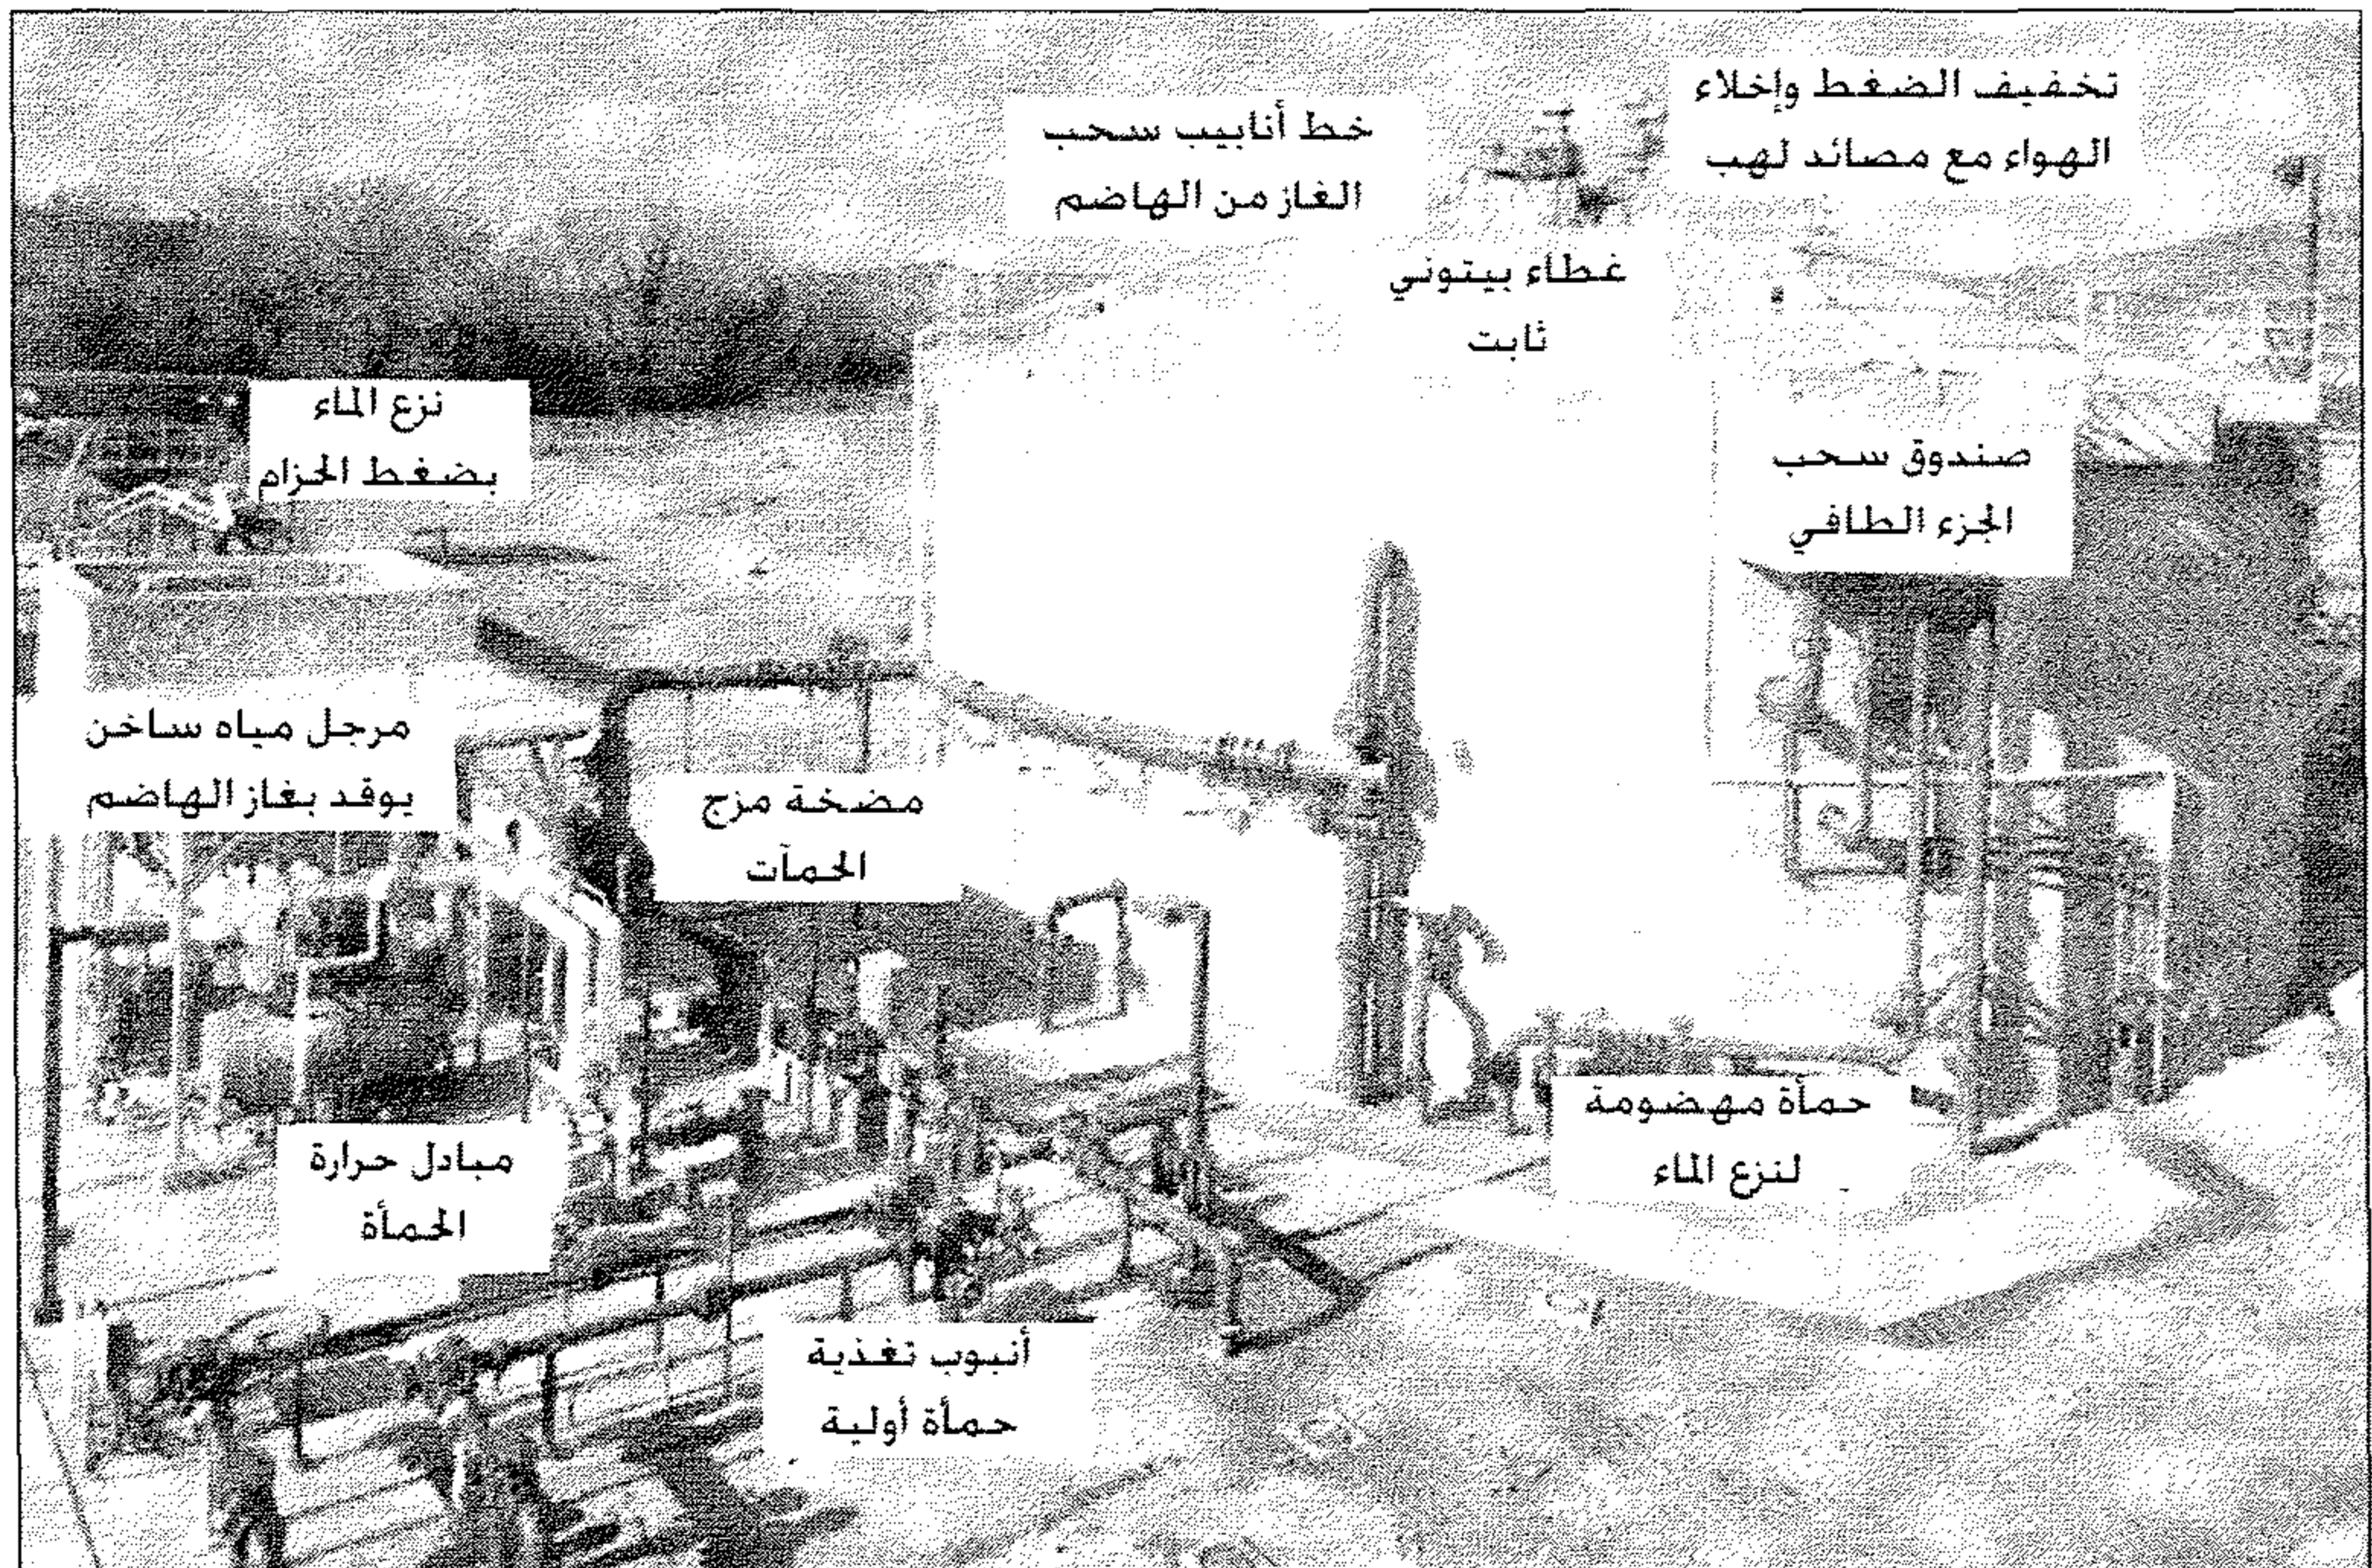 تخفيف الضغط وإخلاء
الهواء مع مصائد لهب
خط أنابيب سحب
الغاز من الهاضم
غطاء بيتوني
ثابت
نزع الماء
بضغط الحزام
صندوق سحب
الجزء الطافي
مرجل مياه ساخن
يوقد بغاز الهاضم
مضخة مزج
الحمآت
حمأة مهضومة
لنزع الماء
مبادل حرارة
الحمأة
أنبوب تغذية
حمأة أولية